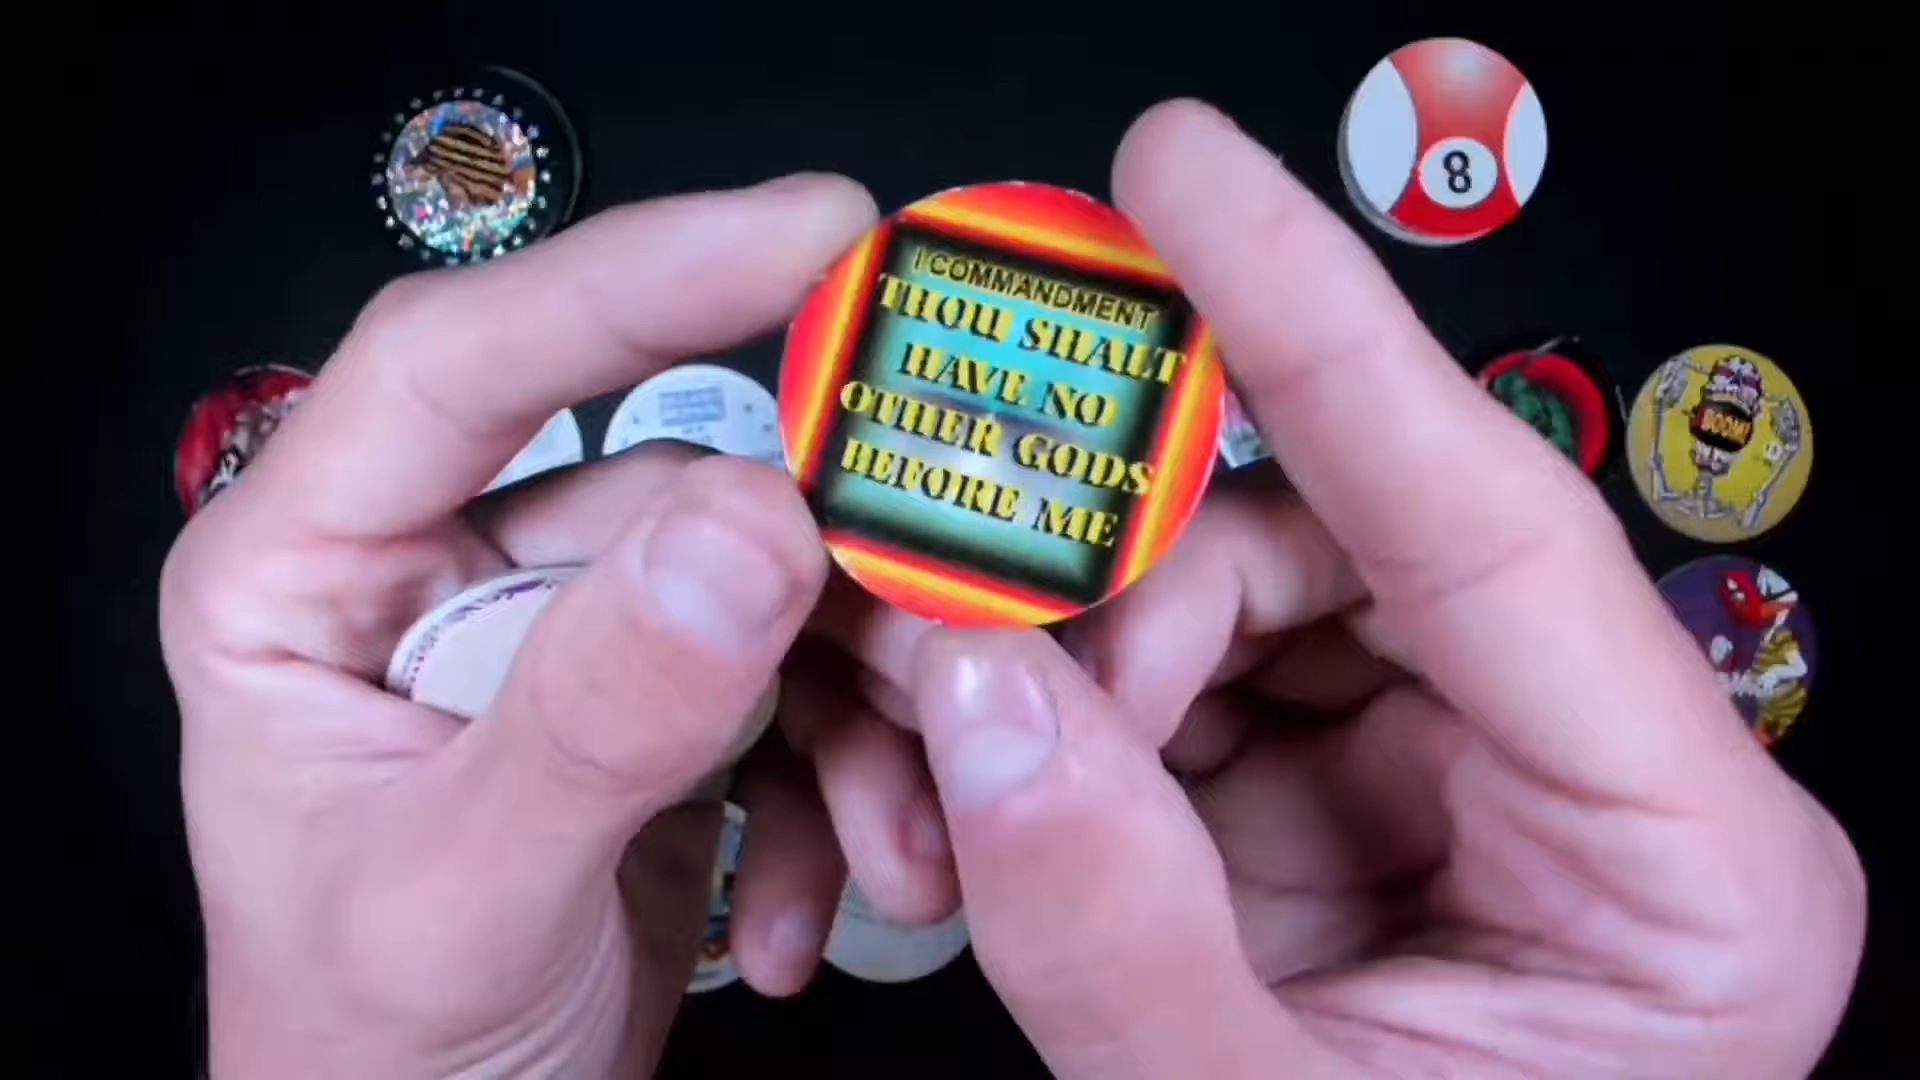 8
I COMMANDMENT
THOU SHALT
HAVE NO
OTHER GODS
BEFORE ME
BOOM!